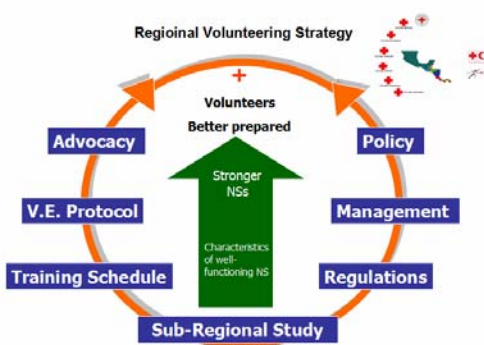 Regioinal Volunteering Strategy
+
Volunteers
Better prepared
Advocacy
Policy
Stronger
NSs
V.E. Protocol
Management
Characteristics
of well-
functioning NS
Training Schedule
Regulations
Sub-Regional Study